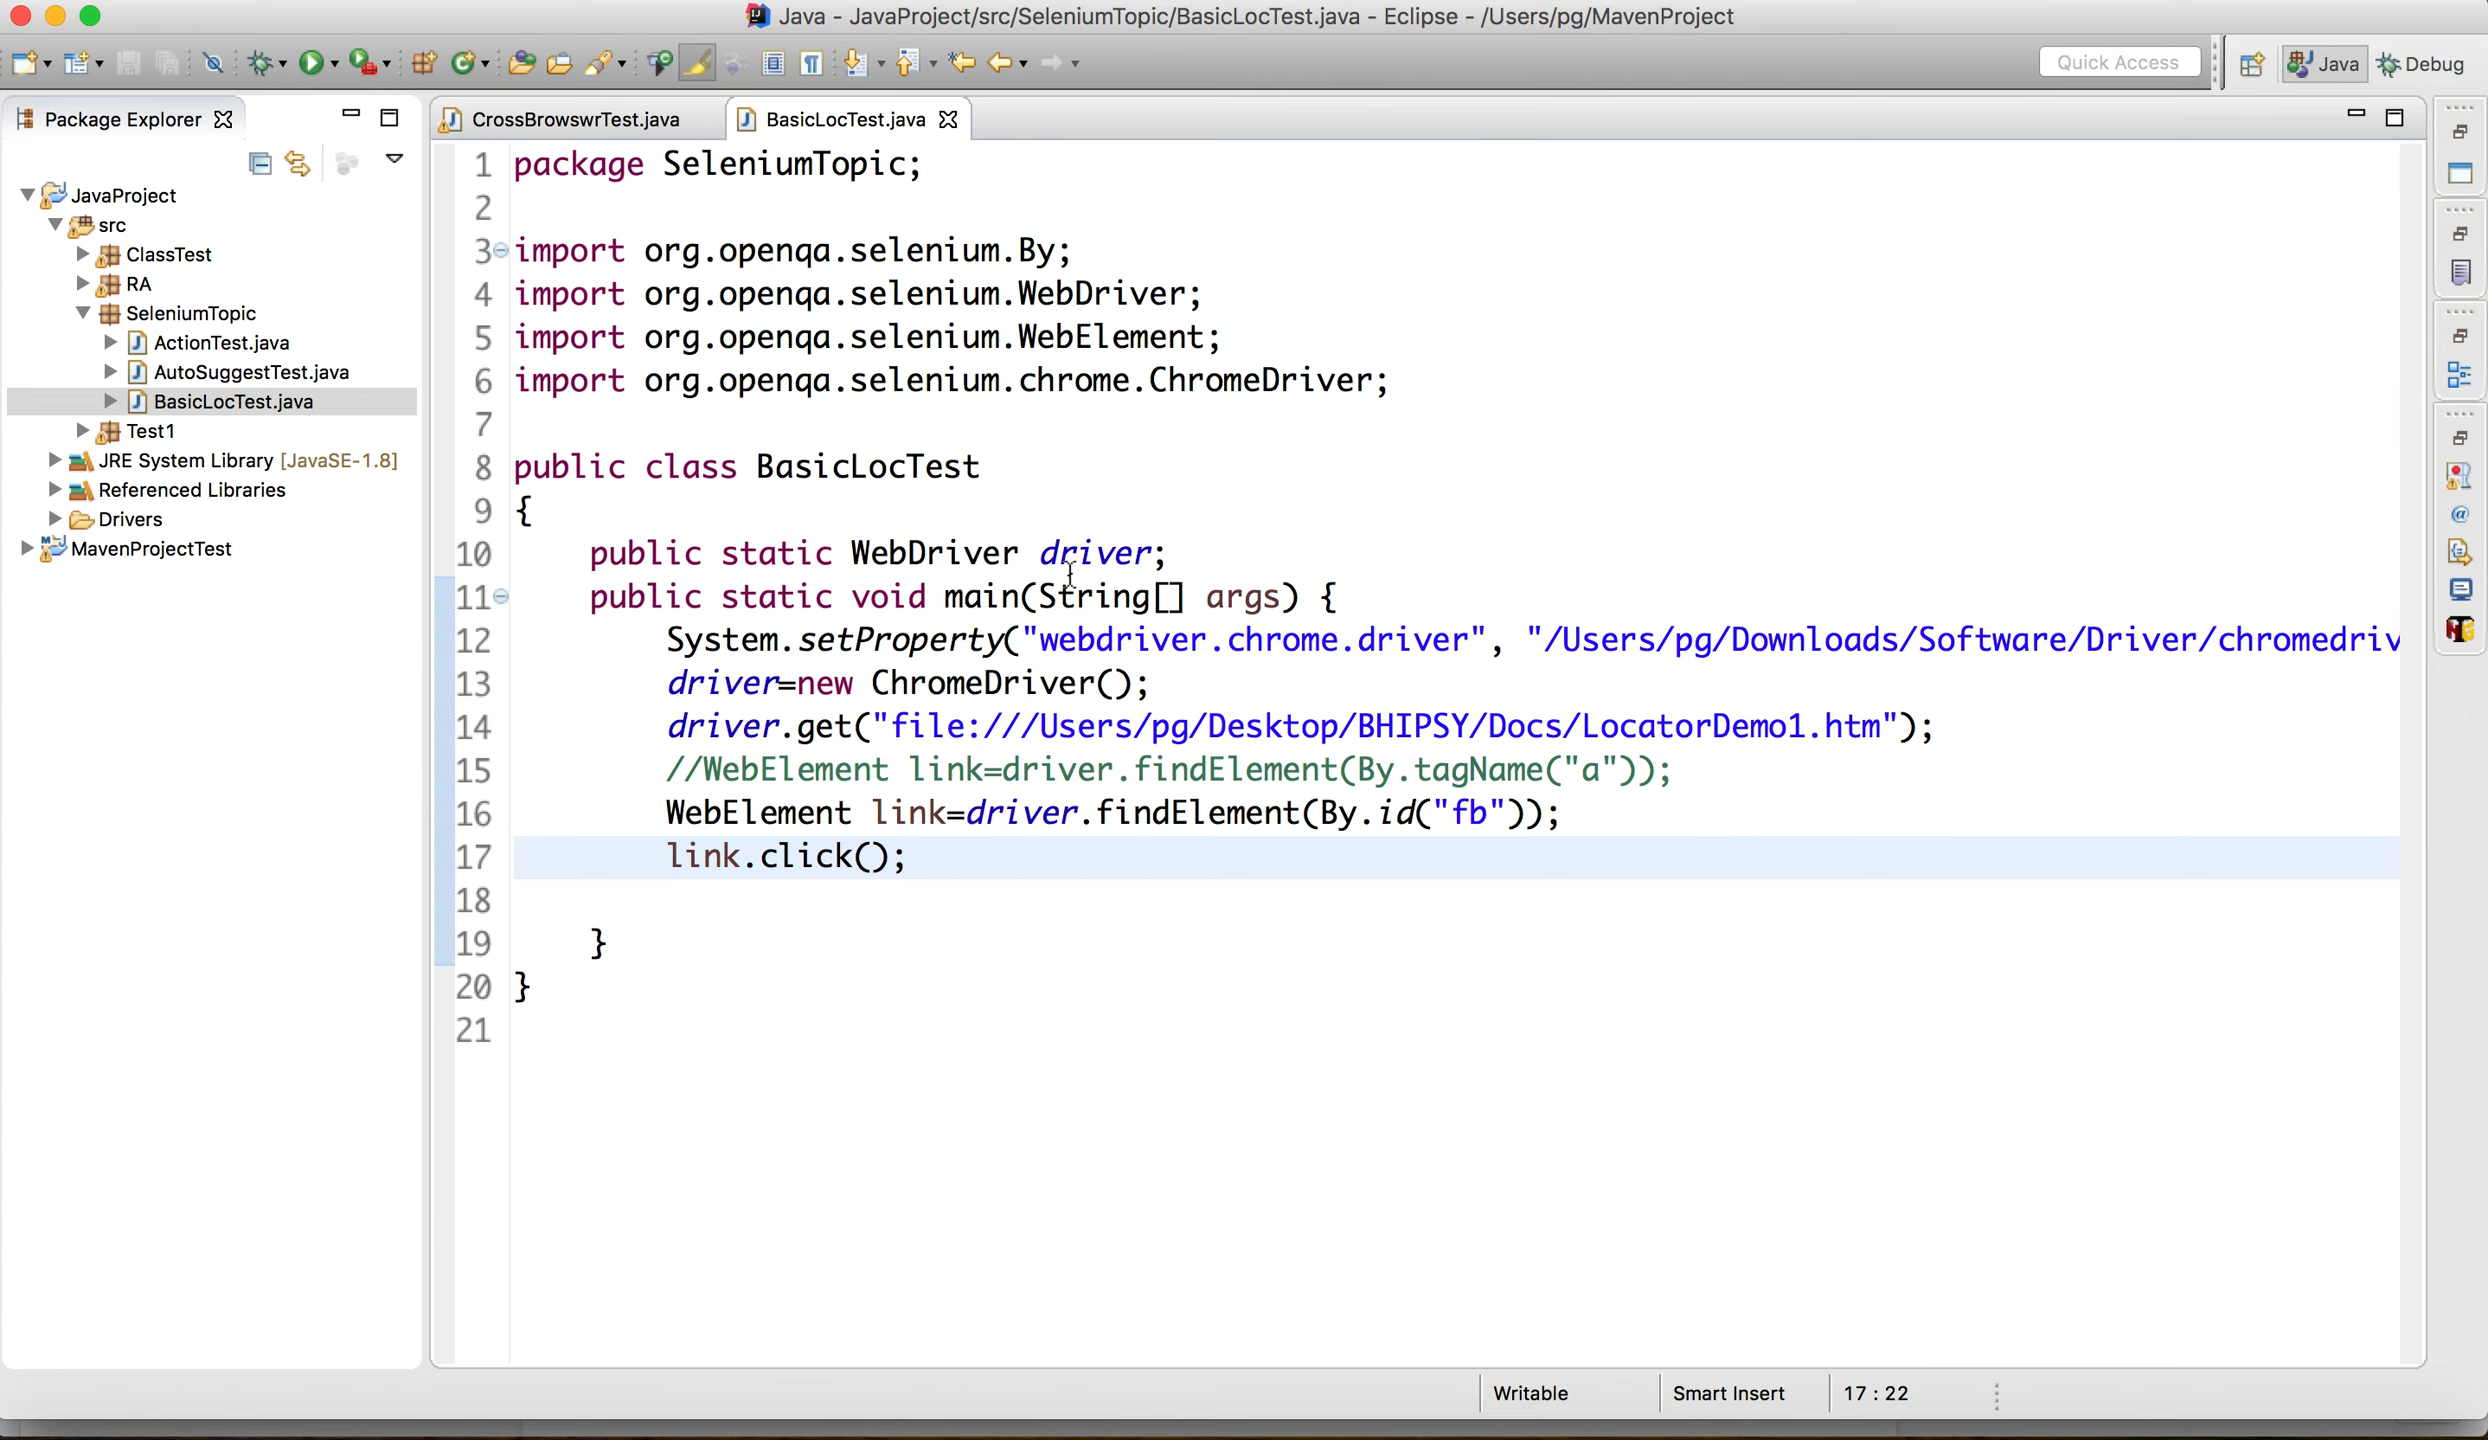 Java - JavaProject/src/SeleniumTopic/BasicLocTest.java - Eclipse - /Users/pg/MavenProject
Quick Access
Java
Debug
Package Explorer
JavaProject
src
ClassTest
RA
SeleniumTopic
ActionTest.java
AutoSuggestTest.java
BasicLocTest.java
Test1
JRE System Library [JavaSE-1.8]
Referenced Libraries
Drivers
MavenProjectTest
CrossBrowswrTest.java
BasicLocTest.java
1 package SeleniumTopic;
2
3 import org.openqa.selenium.By;
4 import org.openqa.selenium.WebDriver;
5 import org.openqa.selenium.WebElement;
6 import org.openqa.selenium.chrome.ChromeDriver;
7
8 public class BasicLocTest
9 {
10 public static WebDriver driver;
11 public static void main(String[] args) {
12 System.setProperty("webdriver.chrome.driver", "/Users/pg/Downloads/Software/Driver/chromedriv
13 driver=new ChromeDriver();
14 driver.get("file:///Users/pg/Desktop/BHIPSY/Docs/LocatorDemo1.htm");
15 //WebElement link=driver.findElement(By.tagName("a"));
16 WebElement link=driver.findElement(By.id("fb"));
17 link.click();
18
19 }
20 }
21
Writable
Smart Insert
17 : 22